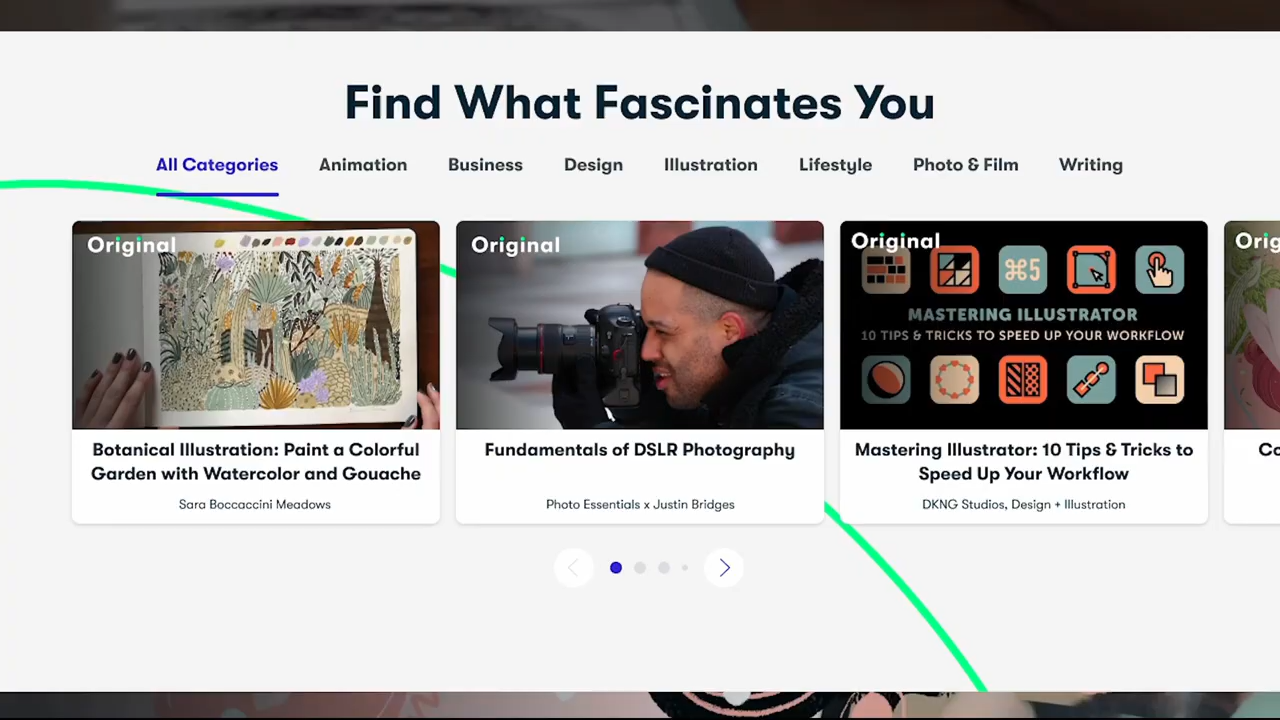 Find What Fascinates You
All Categories
Animation
Business
Design
Illustration
Lifestyle
Photo & Film
Writing
Original
Botanical Illustration: Paint a Colorful
Garden with Watercolor and Gouache
Sara Boccaccini Meadows
Original
Fundamentals of DSLR Photography
Photo Essentials x Justin Bridges
Original
⌘5
MASTERING ILLUSTRATOR
10 TIPS & TRICKS TO SPEED UP YOUR WORKFLOW
Mastering Illustrator: 10 Tips & Tricks to
Speed Up Your Workflow
DKNG Studios, Design + Illustration
Orig
Co